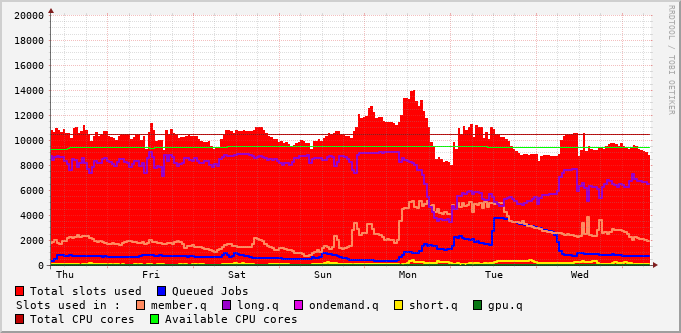 20000
18000
16000
14000
12000
10000
8000
6000
4000
2000
0
Thu Fri Sat Sun Mon Tue Wed
Total slots used Queued Jobs
Slots used in : member.q long.q ondemand.q short.q gpu.q
Total CPU cores Available CPU cores
RRDTOOL / TOBI OETIKER